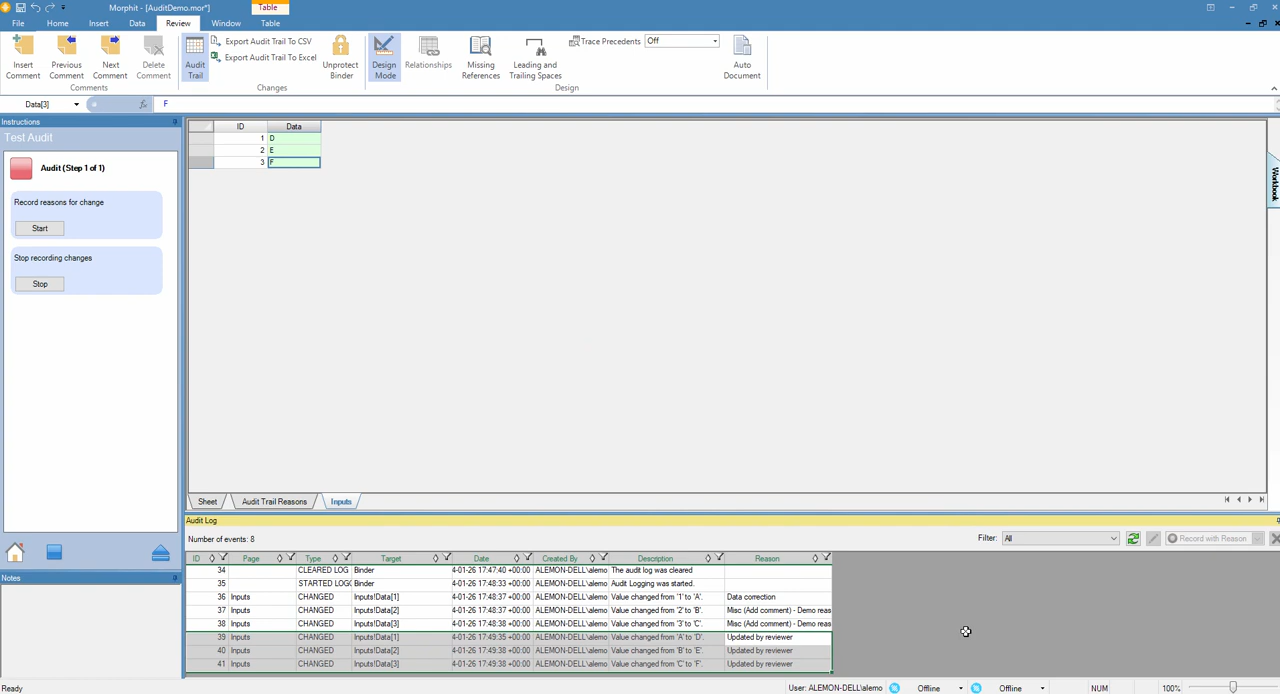 Morphit - [AuditDemo.mor*]
Table
File Home Insert Data Review Window Table
Insert Comment
Previous Comment
Next Comment
Delete Comment
Comments
Audit Trail
Export Audit Trail To CSV
Export Audit Trail To Excel
Unprotect Binder
Changes
Design Mode
Relationships
Missing References
Leading and Trailing Spaces
Trace Precedents Off
Auto Document
Design
Data[3] fx F
Instructions
Test Audit
Audit (Step 1 of 1)
Record reasons for change
Start
Stop recording changes
Stop
Notes
ID Data
1 D
2 E
3 F
Workbook
Sheet Audit Trail Reasons Inputs
Audit Log
Number of events: 8
Filter: All
Record with Reason
ID Page Type Target Date Created By Description Reason
34 CLEARED LOG Binder 4-01-26 17:47:40 +00:00 ALEMON-DELL\alemo The audit log was cleared
35 STARTED LOGG Binder 4-01-26 17:48:33 +00:00 ALEMON-DELL\alemo Audit Logging was started.
36 Inputs CHANGED Inputs!Data[1] 4-01-26 17:48:37 +00:00 ALEMON-DELL\alemo Value changed from '1' to 'A'. Data correction
37 Inputs CHANGED Inputs!Data[2] 4-01-26 17:48:37 +00:00 ALEMON-DELL\alemo Value changed from '2' to 'B'. Misc (Add comment) - Demo reas
38 Inputs CHANGED Inputs!Data[3] 4-01-26 17:48:38 +00:00 ALEMON-DELL\alemo Value changed from '3' to 'C'. Misc (Add comment) - Demo reas
39 Inputs CHANGED Inputs!Data[1] 4-01-26 17:49:35 +00:00 ALEMON-DELL\alemo Value changed from 'A' to 'D'. Updated by reviewer
40 Inputs CHANGED Inputs!Data[2] 4-01-26 17:49:38 +00:00 ALEMON-DELL\alemo Value changed from 'B' to 'E'. Updated by reviewer
41 Inputs CHANGED Inputs!Data[3] 4-01-26 17:49:38 +00:00 ALEMON-DELL\alemo Value changed from 'C' to 'F'. Updated by reviewer
Ready
User: ALEMON-DELL\alemo Offline Offline NUM 100%